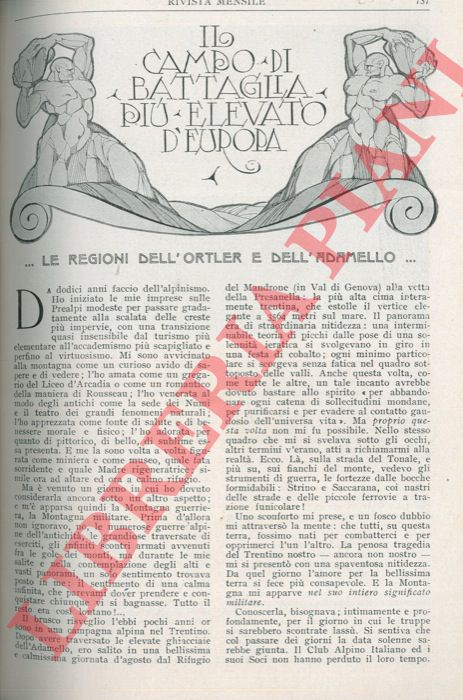 RIVISTA MENSILE 737
IL
CAMPO·DI
BATTAGLIA
PIÙ·ELEVATO
D'EUROPA
... LE REGIONI DELL'ORTLER E DELL'ADAMELLO ...
DA dodici anni faccio dell'alpinismo.
Ho iniziato le mie imprese sulle
Prealpi modeste per passare grada-
tamente alla scalata delle creste
più impervie, con una transizione
quasi insensibile dal turismo più
elementare all'accademismo più scapigliato e
perfino al virtuosismo. Mi sono avvicinato
alla montagna come un curioso avido di sa-
pere e di vedere; l'ho amata come un
del Liceo d'Arcadia o come un
della maniera di Rousseau; l'ho
modo degli antichi come la sede dei Numi
e il teatro dei grandi fenomeni naturali;
l'ho apprezzata come fonte di sanità, di be-
nessere morale e fisico; l'ho adorata per
quanto di pittorico, di bello, di
sa presenta. E me la sono volta a volta figu-
rata come miniera e come museo, quale fata
sorridente e quale Madre
mile ora ad altare ed ora a
Ma è venuto un giorno in cui ho dovuto
considerarla ancora sotto un altro aspetto;
e m'è apparsa quindi la Montagna guerrie-
ra, la Montagna militare. Prima d'allora
non ignoravo, no, le numerose guerre alpine
dell'antichità, le traversate di
eserciti, gli incontri armati avvenuti
fra le gole dei monti; ma durante le mie
salite e nella contemplazione degli alti e
vasti panorami, un solo sentimento trovava
posto in me: il sentimento di una calma
infinita, che pareva dover prendere e con-
quistare chiunque vi si bagnasse. Tutto il
resto era così lontano!...
Il brusco risveglio l'ebbi pochi anni or
sono in una campagna alpina nel Trentino.
Dopo avere traversato le elevate ghiacciaie
dell'Adamello, ero salito in una bellissima
e calmissima giornata d'agosto dal Rifugio
del Mandrone (in Val di Genova) alla vetta
della Presanella, la più alta cima intera-
mente trentina, che estolle il vertice elegante
a metri sul mare. Il panorama
era di straordinaria nitidezza: una intermi-
nabile teoria di picchi dalle pose di una so-
lennità ieratica si svolgevano in giro in
una cerchia di cobalto; ogni minimo partico-
lare si scorgeva senza fatica nel quadro sot-
toposto delle valli. Anche questa volta, co-
me tutte le altre, un tale incanto avrebbe
dovuto bastare allo spirito « per abbando-
nare ogni catena di sollecitudini mondane,
per purificarsi e per evadere al contatto gau-
dioso dell'universa vita ». Ma proprio que-
sta volta non mi fu possibile. Nello stesso
quadro che mi si svelava sotto gli occhi,
altri termini v'erano, atti a richiamarmi alla
realtà. Ecco. Là, sulla strada del Tonale, e
più su, sui fianchi del monte, vedevo gli
strumenti di guerra, le fortezze dalle bocche
formidabili: Strino e Saccarana, coi nastri
delle strade e delle piccole ferrovie a tra-
zione funicolare!
Uno sconforto mi prese, e un fosco dubbio
mi attraversò la mente: che tutti, su questa
terra, fossimo nati per combatterci e per
opprimerci l'un l'altro. La penosa tragedia
del Trentino nostro — ancora non nostro —
mi si presentò con una spaventosa nitidezza.
Da quel giorno l'amore per la bellissima
terra si fece più consapevole. E la Monta-
gna mi apparve nel suo intiero significato
militare.
Conoscerla, bisognava; intimamente e pro-
fondamente, per il giorno in cui le truppe
si sarebbero scontrate lassù. Si sentiva che
col passare dei giorni la data solenne sa-
rebbe giunta. Il Club Alpino Italiano ed i
suoi Soci non hanno perduto il loro tempo.
LIBRERIA PIANI